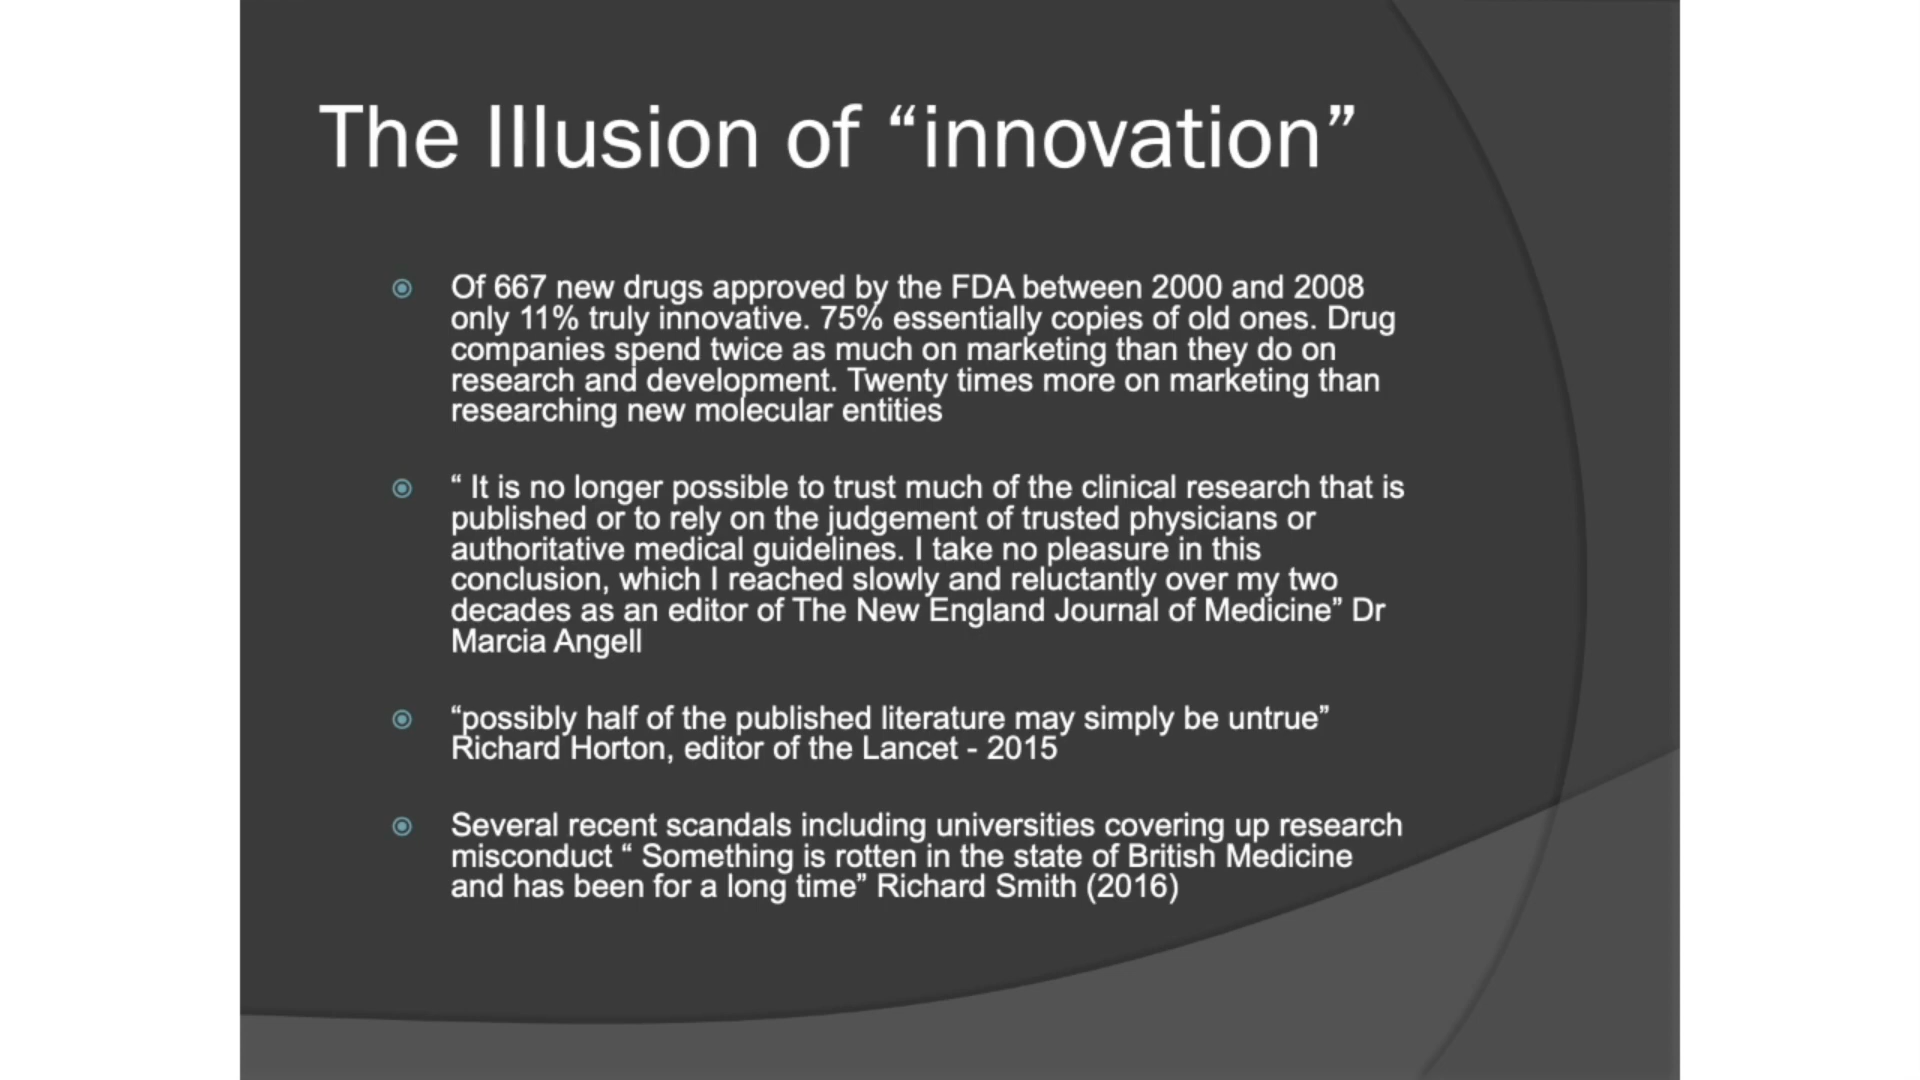 The Illusion of “innovation”
Of 667 new drugs approved by the FDA between 2000 and 2008
only 11% truly innovative. 75% essentially copies of old ones. Drug
companies spend twice as much on marketing than they do on
research and development. Twenty times more on marketing than
researching new molecular entities
“ It is no longer possible to trust much of the clinical research that is
published or to rely on the judgement of trusted physicians or
authoritative medical guidelines. I take no pleasure in this
conclusion, which I reached slowly and reluctantly over my two
decades as an editor of The New England Journal of Medicine” Dr
Marcia Angell
“possibly half of the published literature may simply be untrue”
Richard Horton, editor of the Lancet - 2015
Several recent scandals including universities covering up research
misconduct “ Something is rotten in the state of British Medicine
and has been for a long time” Richard Smith (2016)